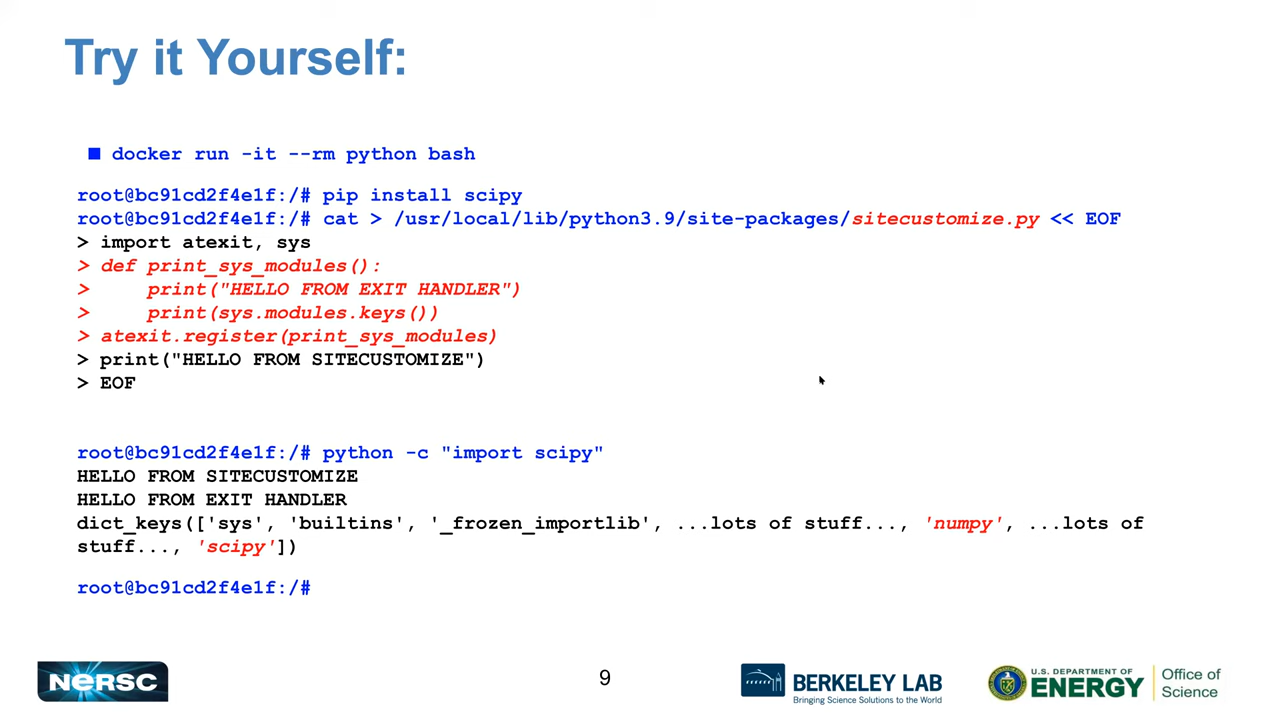 Try it Yourself:
■ docker run -it --rm python bash
root@bc91cd2f4e1f:/# pip install scipy
root@bc91cd2f4e1f:/# cat > /usr/local/lib/python3.9/site-packages/sitecustomize.py << EOF
> import atexit, sys
> def print_sys_modules():
>     print("HELLO FROM EXIT HANDLER")
>     print(sys.modules.keys())
> atexit.register(print_sys_modules)
> print("HELLO FROM SITECUSTOMIZE")
> EOF
root@bc91cd2f4e1f:/# python -c "import scipy"
HELLO FROM SITECUSTOMIZE
HELLO FROM EXIT HANDLER
dict_keys(['sys', 'builtins', '_frozen_importlib', ...lots of stuff..., 'numpy', ...lots of
stuff..., 'scipy'])
root@bc91cd2f4e1f:/#
NERSC
9
BERKELEY LAB
Bringing Science Solutions to the World
U.S. DEPARTMENT OF
ENERGY
Office of
Science